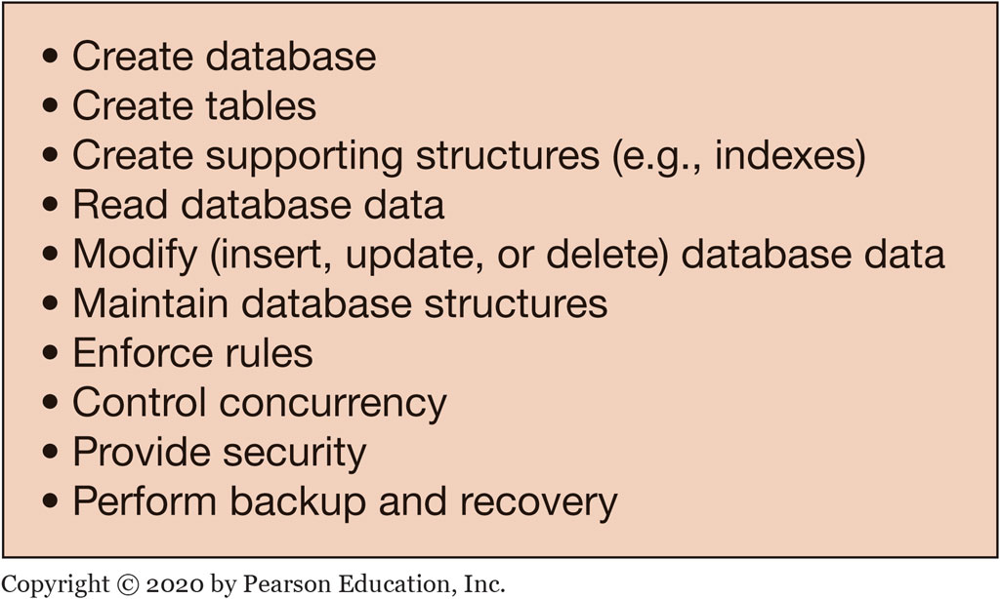 • Create database
• Create tables
• Create supporting structures (e.g., indexes)
• Read database data
• Modify (insert, update, or delete) database data
• Maintain database structures
• Enforce rules
• Control concurrency
• Provide security
• Perform backup and recovery
Copyright © 2020 by Pearson Education, Inc.